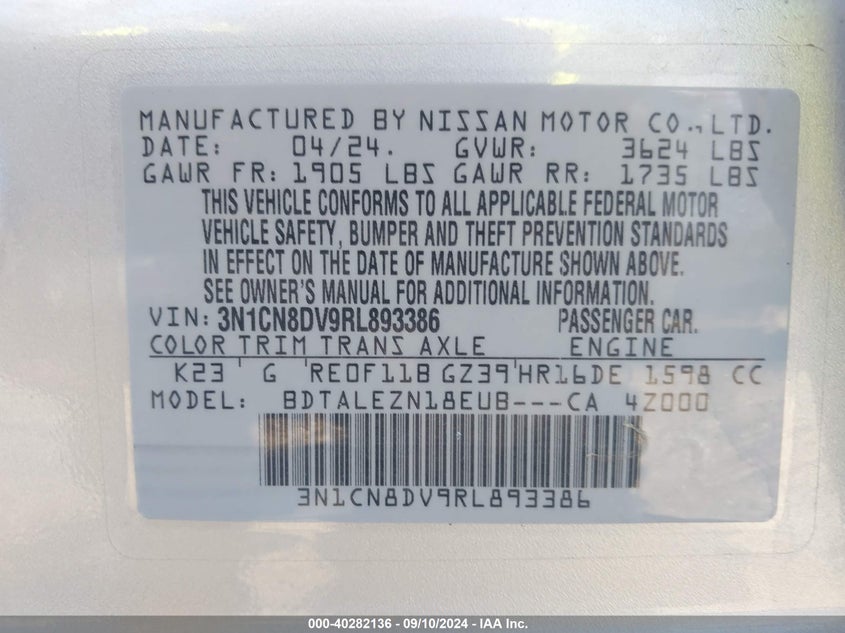 MANUFACTURED BY NISSAN MOTOR CO., LTD.
DATE: 04/24. GVWR: 3624 LBS
GAWR FR: 1905 LBS GAWR RR: 1735 LBS
THIS VEHICLE CONFORMS TO ALL APPLICABLE FEDERAL MOTOR
VEHICLE SAFETY, BUMPER AND THEFT PREVENTION STANDARDS
IN EFFECT ON THE DATE OF MANUFACTURE SHOWN ABOVE.
SEE OWNER'S MANUAL FOR ADDITIONAL INFORMATION.
VIN: 3N1CN8DV9RL893386 PASSENGER CAR.
COLOR TRIM TRANS AXLE ENGINE
K23 G RE0F11B GZ39 HR16DE 1598 CC
MODEL: BDTALEZN18EUB---CA 4Z000
3N1CN8DV9RL893386
000-40282136 - 09/10/2024 - IAA Inc.